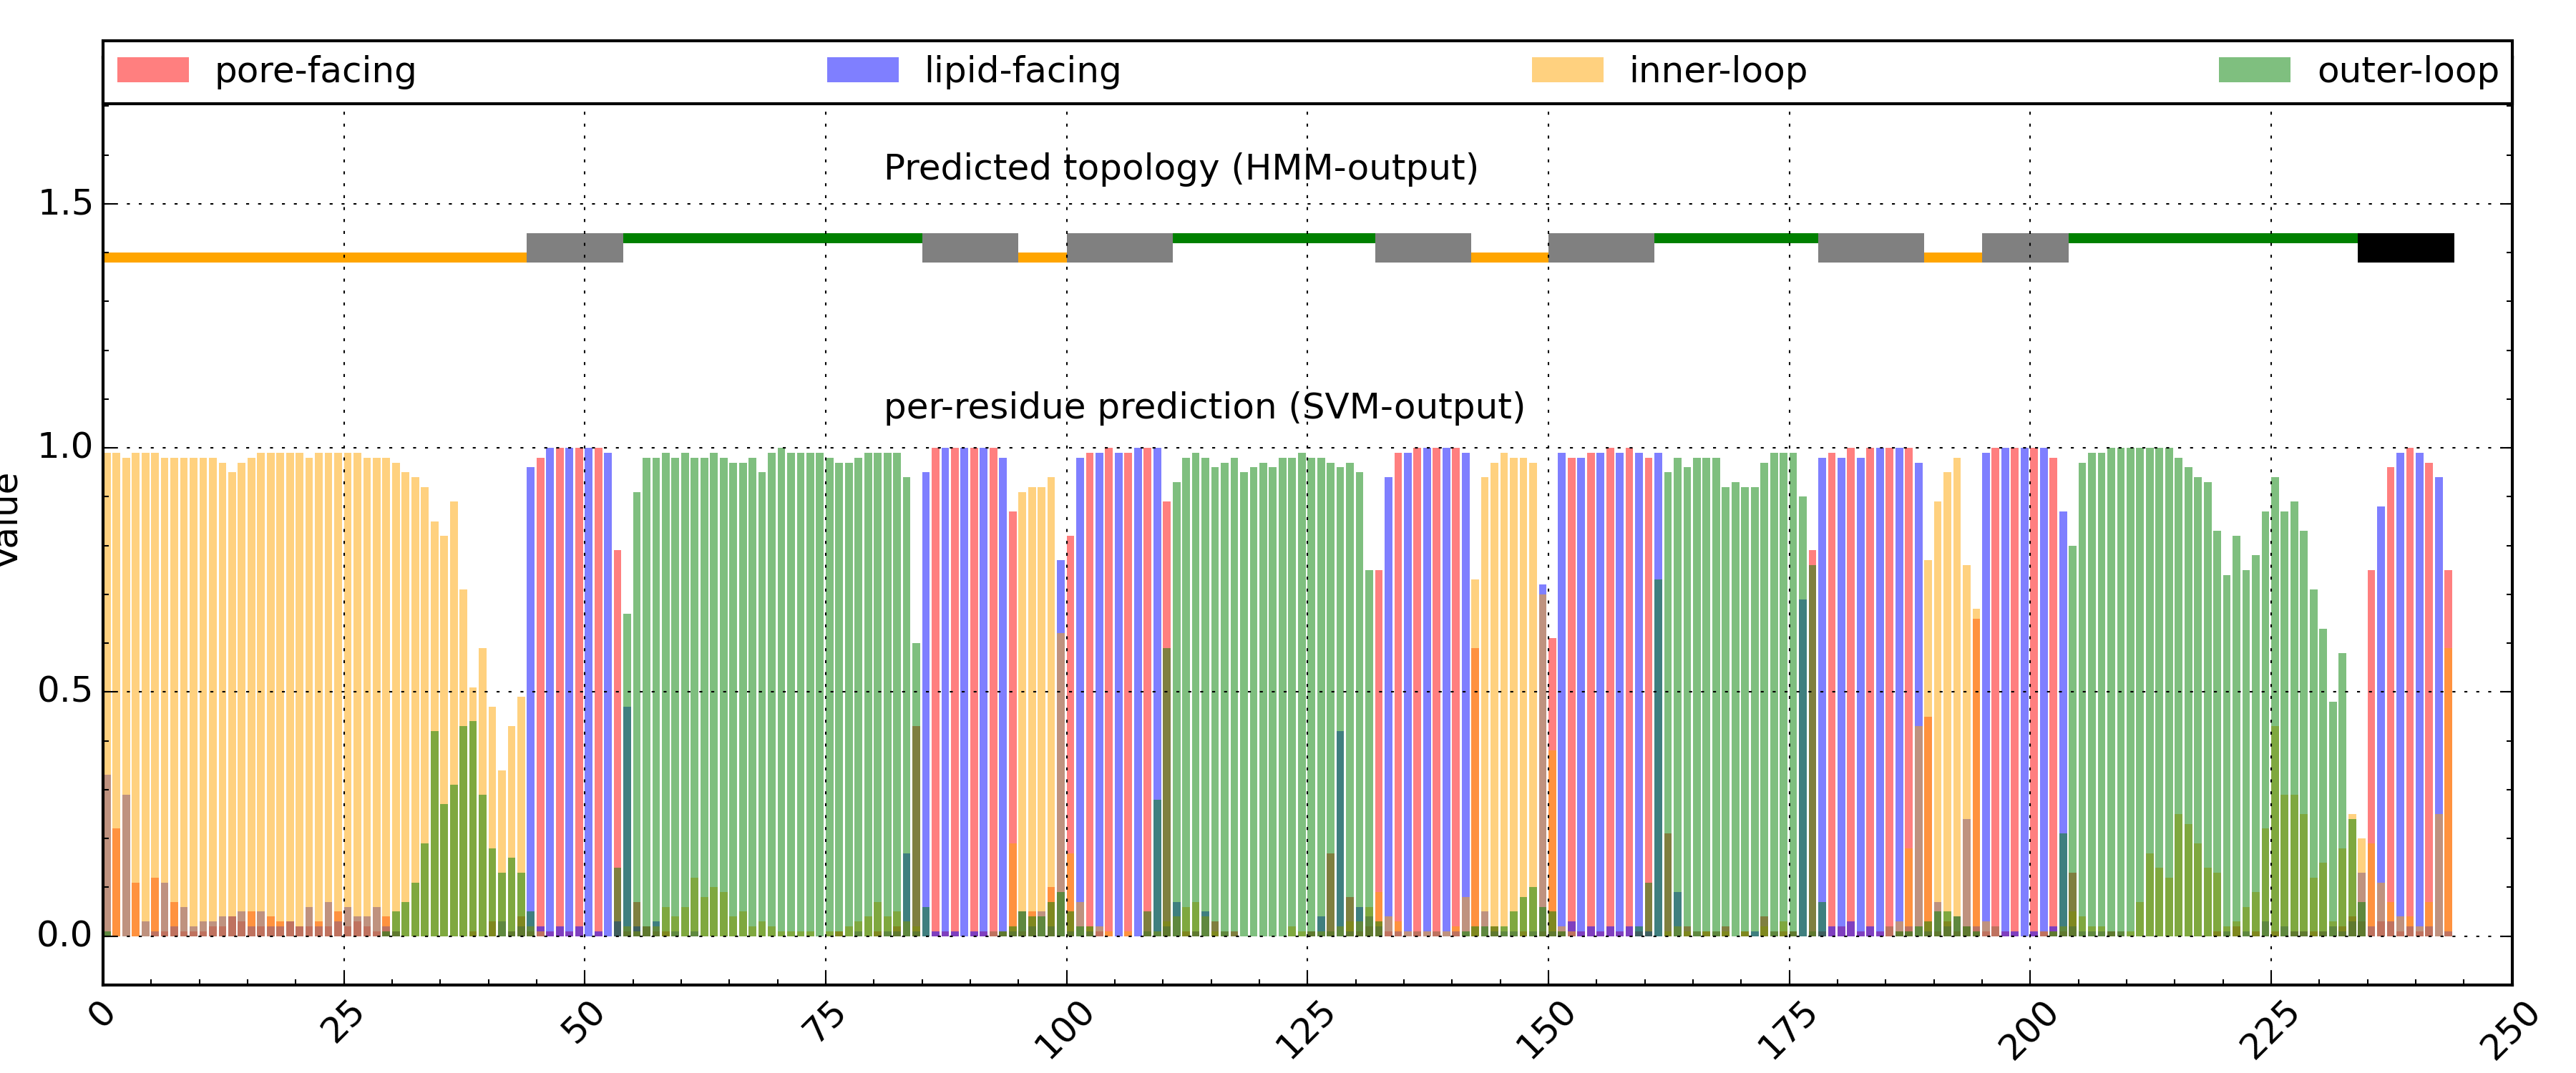 pore-facing lipid-facing inner-loop outer-loop
Predicted topology (HMM-output)
1.5
per-residue prediction (SVM-output)
1.0
value
0.5
0.0
0 25 50 75 100 125 150 175 200 225 250